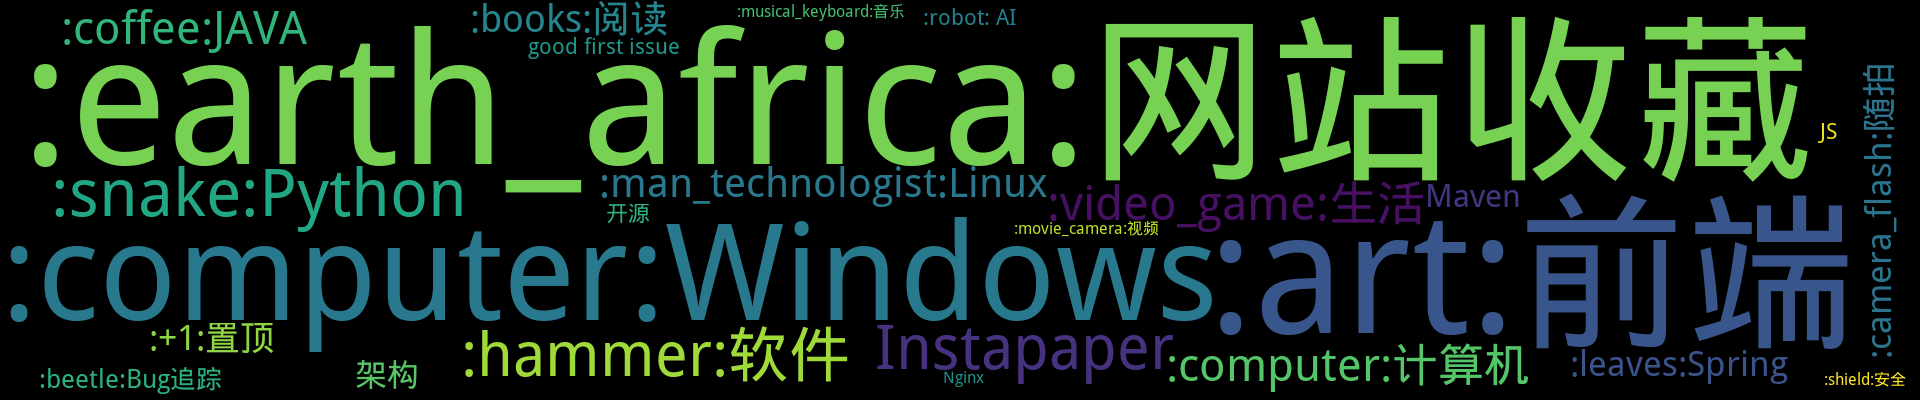 :coffee:JAVA
:books:阅读
:musical_keyboard:音乐
:robot: AI
good first issue
:earth_africa:网站收藏
JS
:camera_flash:随拍
:snake:Python
:man_technologist:Linux
:video_game:生活
Maven
开源
:movie_camera:视频
:computer:Windows
:art:前端
:+1:置顶
:hammer:软件
Instapaper
:computer:计算机
:leaves:Spring
:beetle:Bug追踪
架构
Nginx
:shield:安全